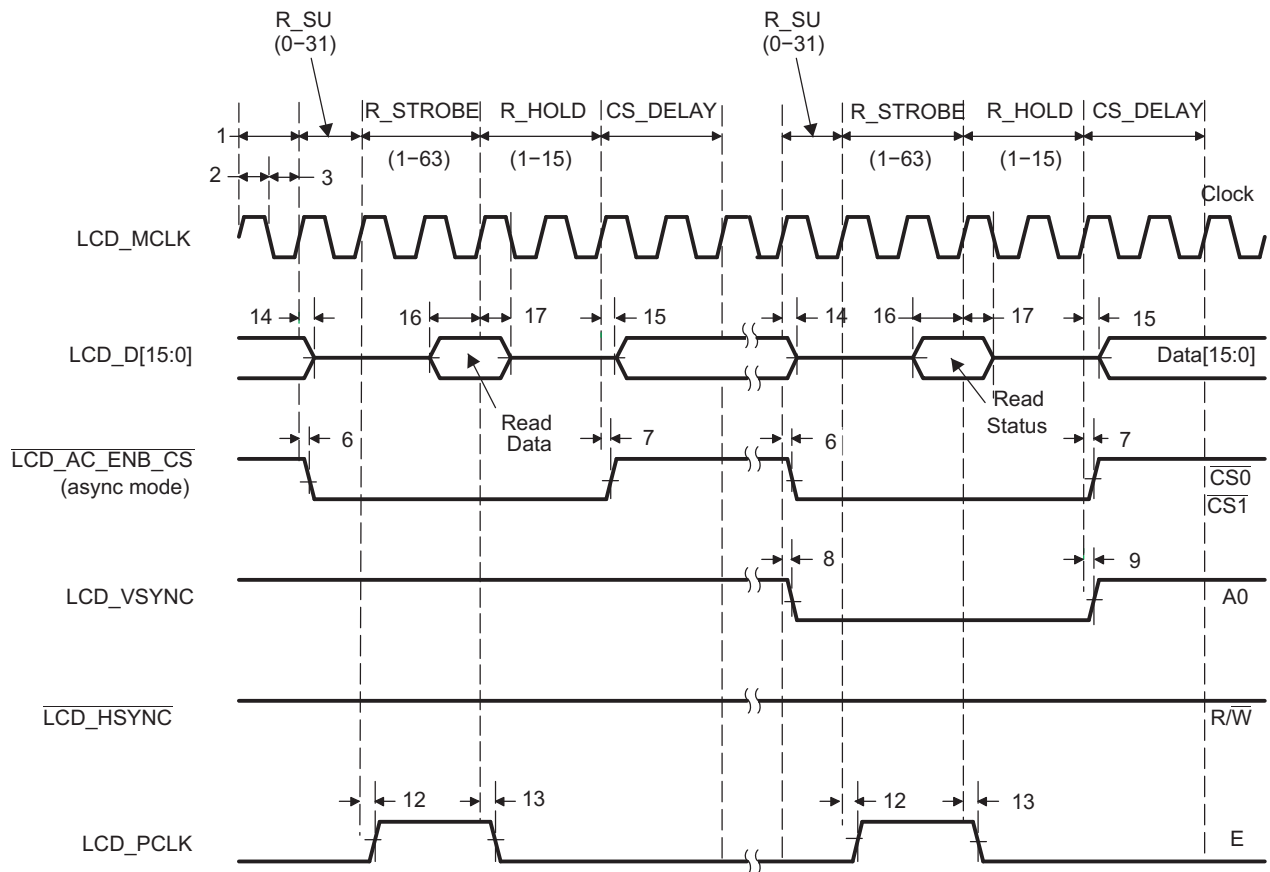 R_SU
(0−31)
R_SU
(0−31)
R_STROBE
R_HOLD
CS_DELAY
R_STROBE
R_HOLD
CS_DELAY
1
(1−63)
(1−15)
(1−63)
(1−15)
2
3
Clock
LCD_MCLK
14
16
17
15
14
16
17
15
LCD_D[15:0]
Data[15:0]
Read
Data
Read
Status
6
7
6
7
LCD_AC_ENB_CS
(async mode)
CS0
CS1
8
9
LCD_VSYNC
A0
LCD_HSYNC
R/W
12
13
12
13
LCD_PCLK
E